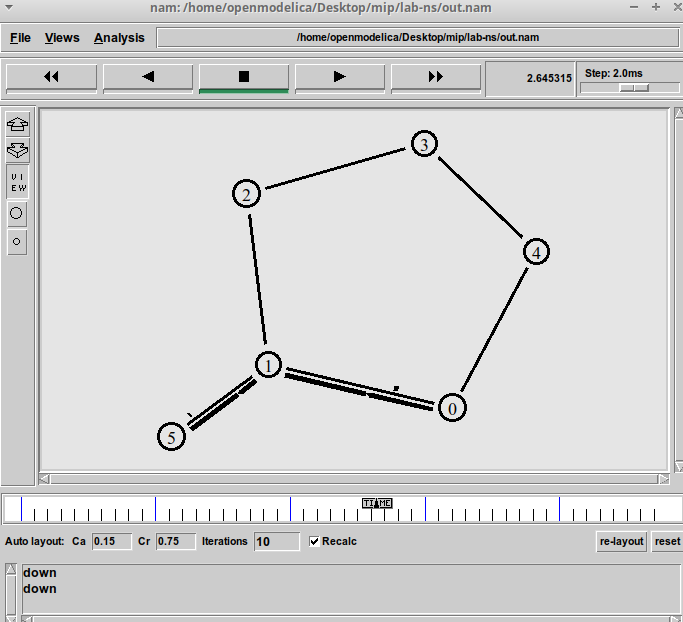 nam: /home/openmodelica/Desktop/mip/lab-ns/out.nam
File Views Analysis /home/openmodelica/Desktop/mip/lab-ns/out.nam
2.645315 Step: 2.0ms
VI
EW
3
2
4
1
0
5
TIME
Auto layout: Ca 0.15 Cr 0.75 Iterations 10 Recalc re-layout reset
down
down